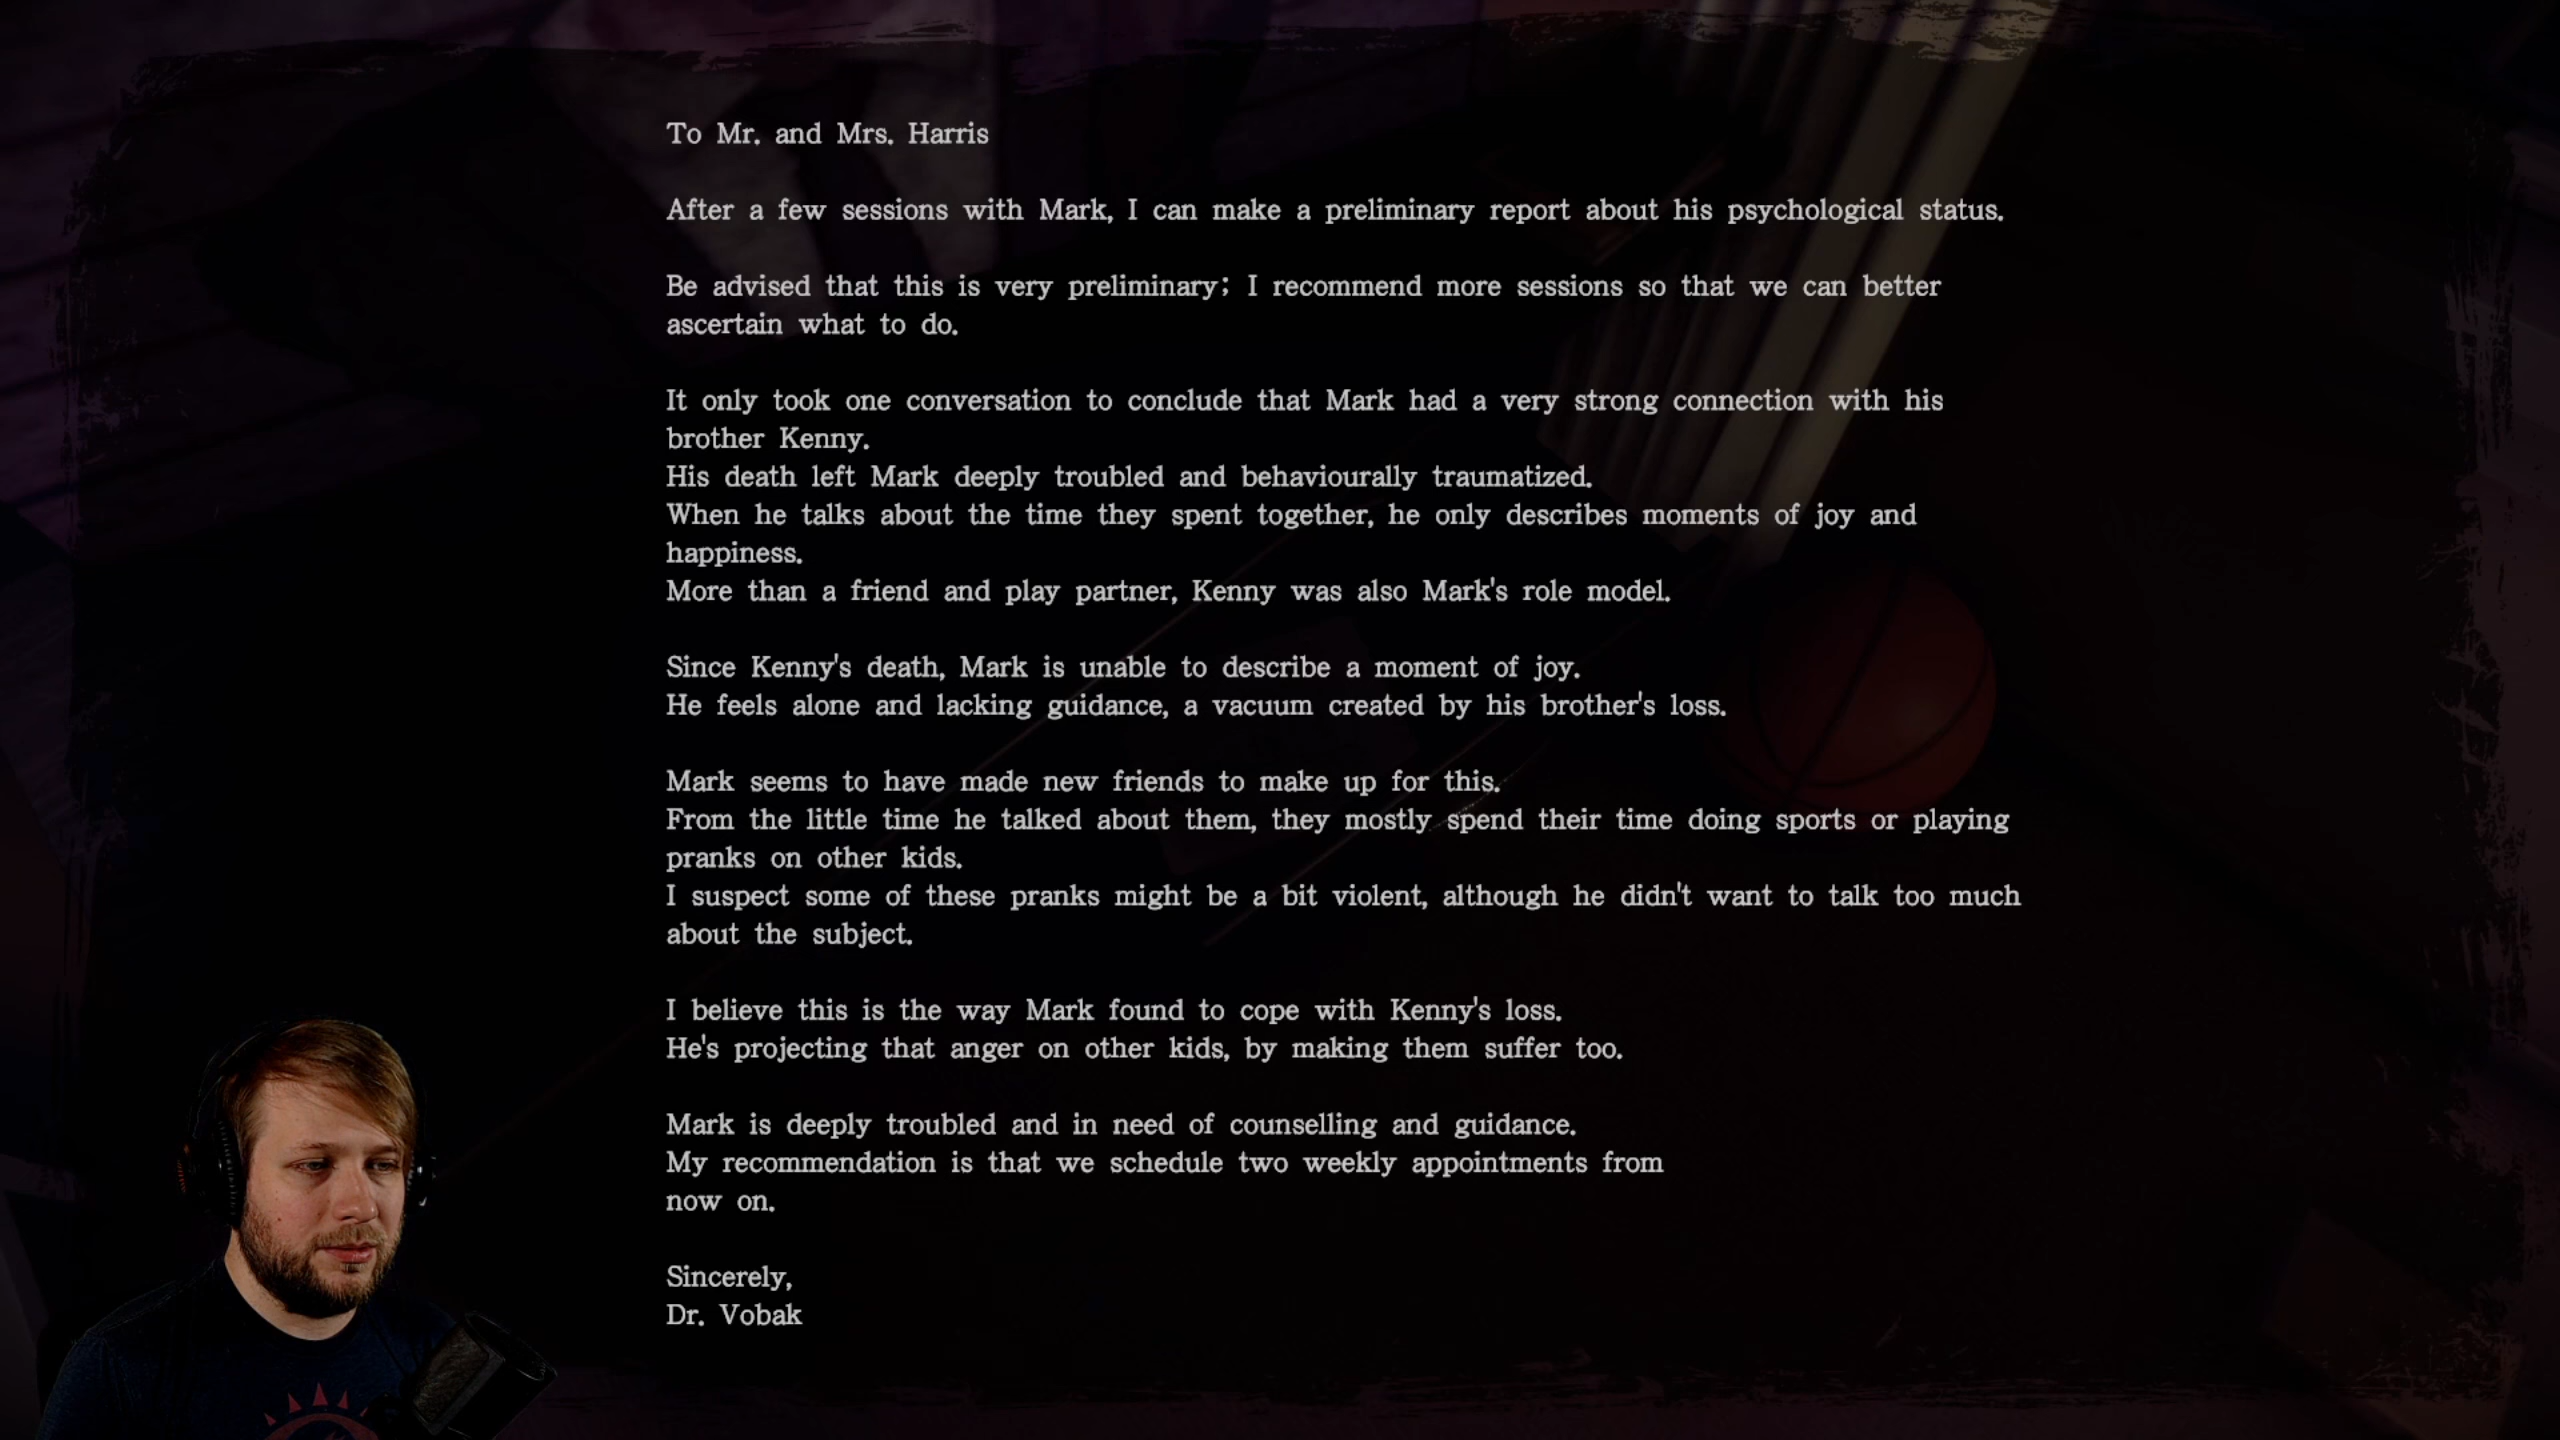 To Mr. and Mrs. Harris
After a few sessions with Mark, I can make a preliminary report about his psychological status.
Be advised that this is very preliminary; I recommend more sessions so that we can better
ascertain what to do.
It only took one conversation to conclude that Mark had a very strong connection with his
brother Kenny.
His death left Mark deeply troubled and behaviourally traumatized.
When he talks about the time they spent together, he only describes moments of joy and
happiness.
More than a friend and play partner, Kenny was also Mark's role model.
Since Kenny's death, Mark is unable to describe a moment of joy.
He feels alone and lacking guidance, a vacuum created by his brother's loss.
Mark seems to have made new friends to make up for this.
From the little time he talked about them, they mostly spend their time doing sports or playing
pranks on other kids.
I suspect some of these pranks might be a bit violent, although he didn't want to talk too much
about the subject.
I believe this is the way Mark found to cope with Kenny's loss.
He's projecting that anger on other kids, by making them suffer too.
Mark is deeply troubled and in need of counselling and guidance.
My recommendation is that we schedule two weekly appointments from
now on.
Sincerely,
Dr. Vobak